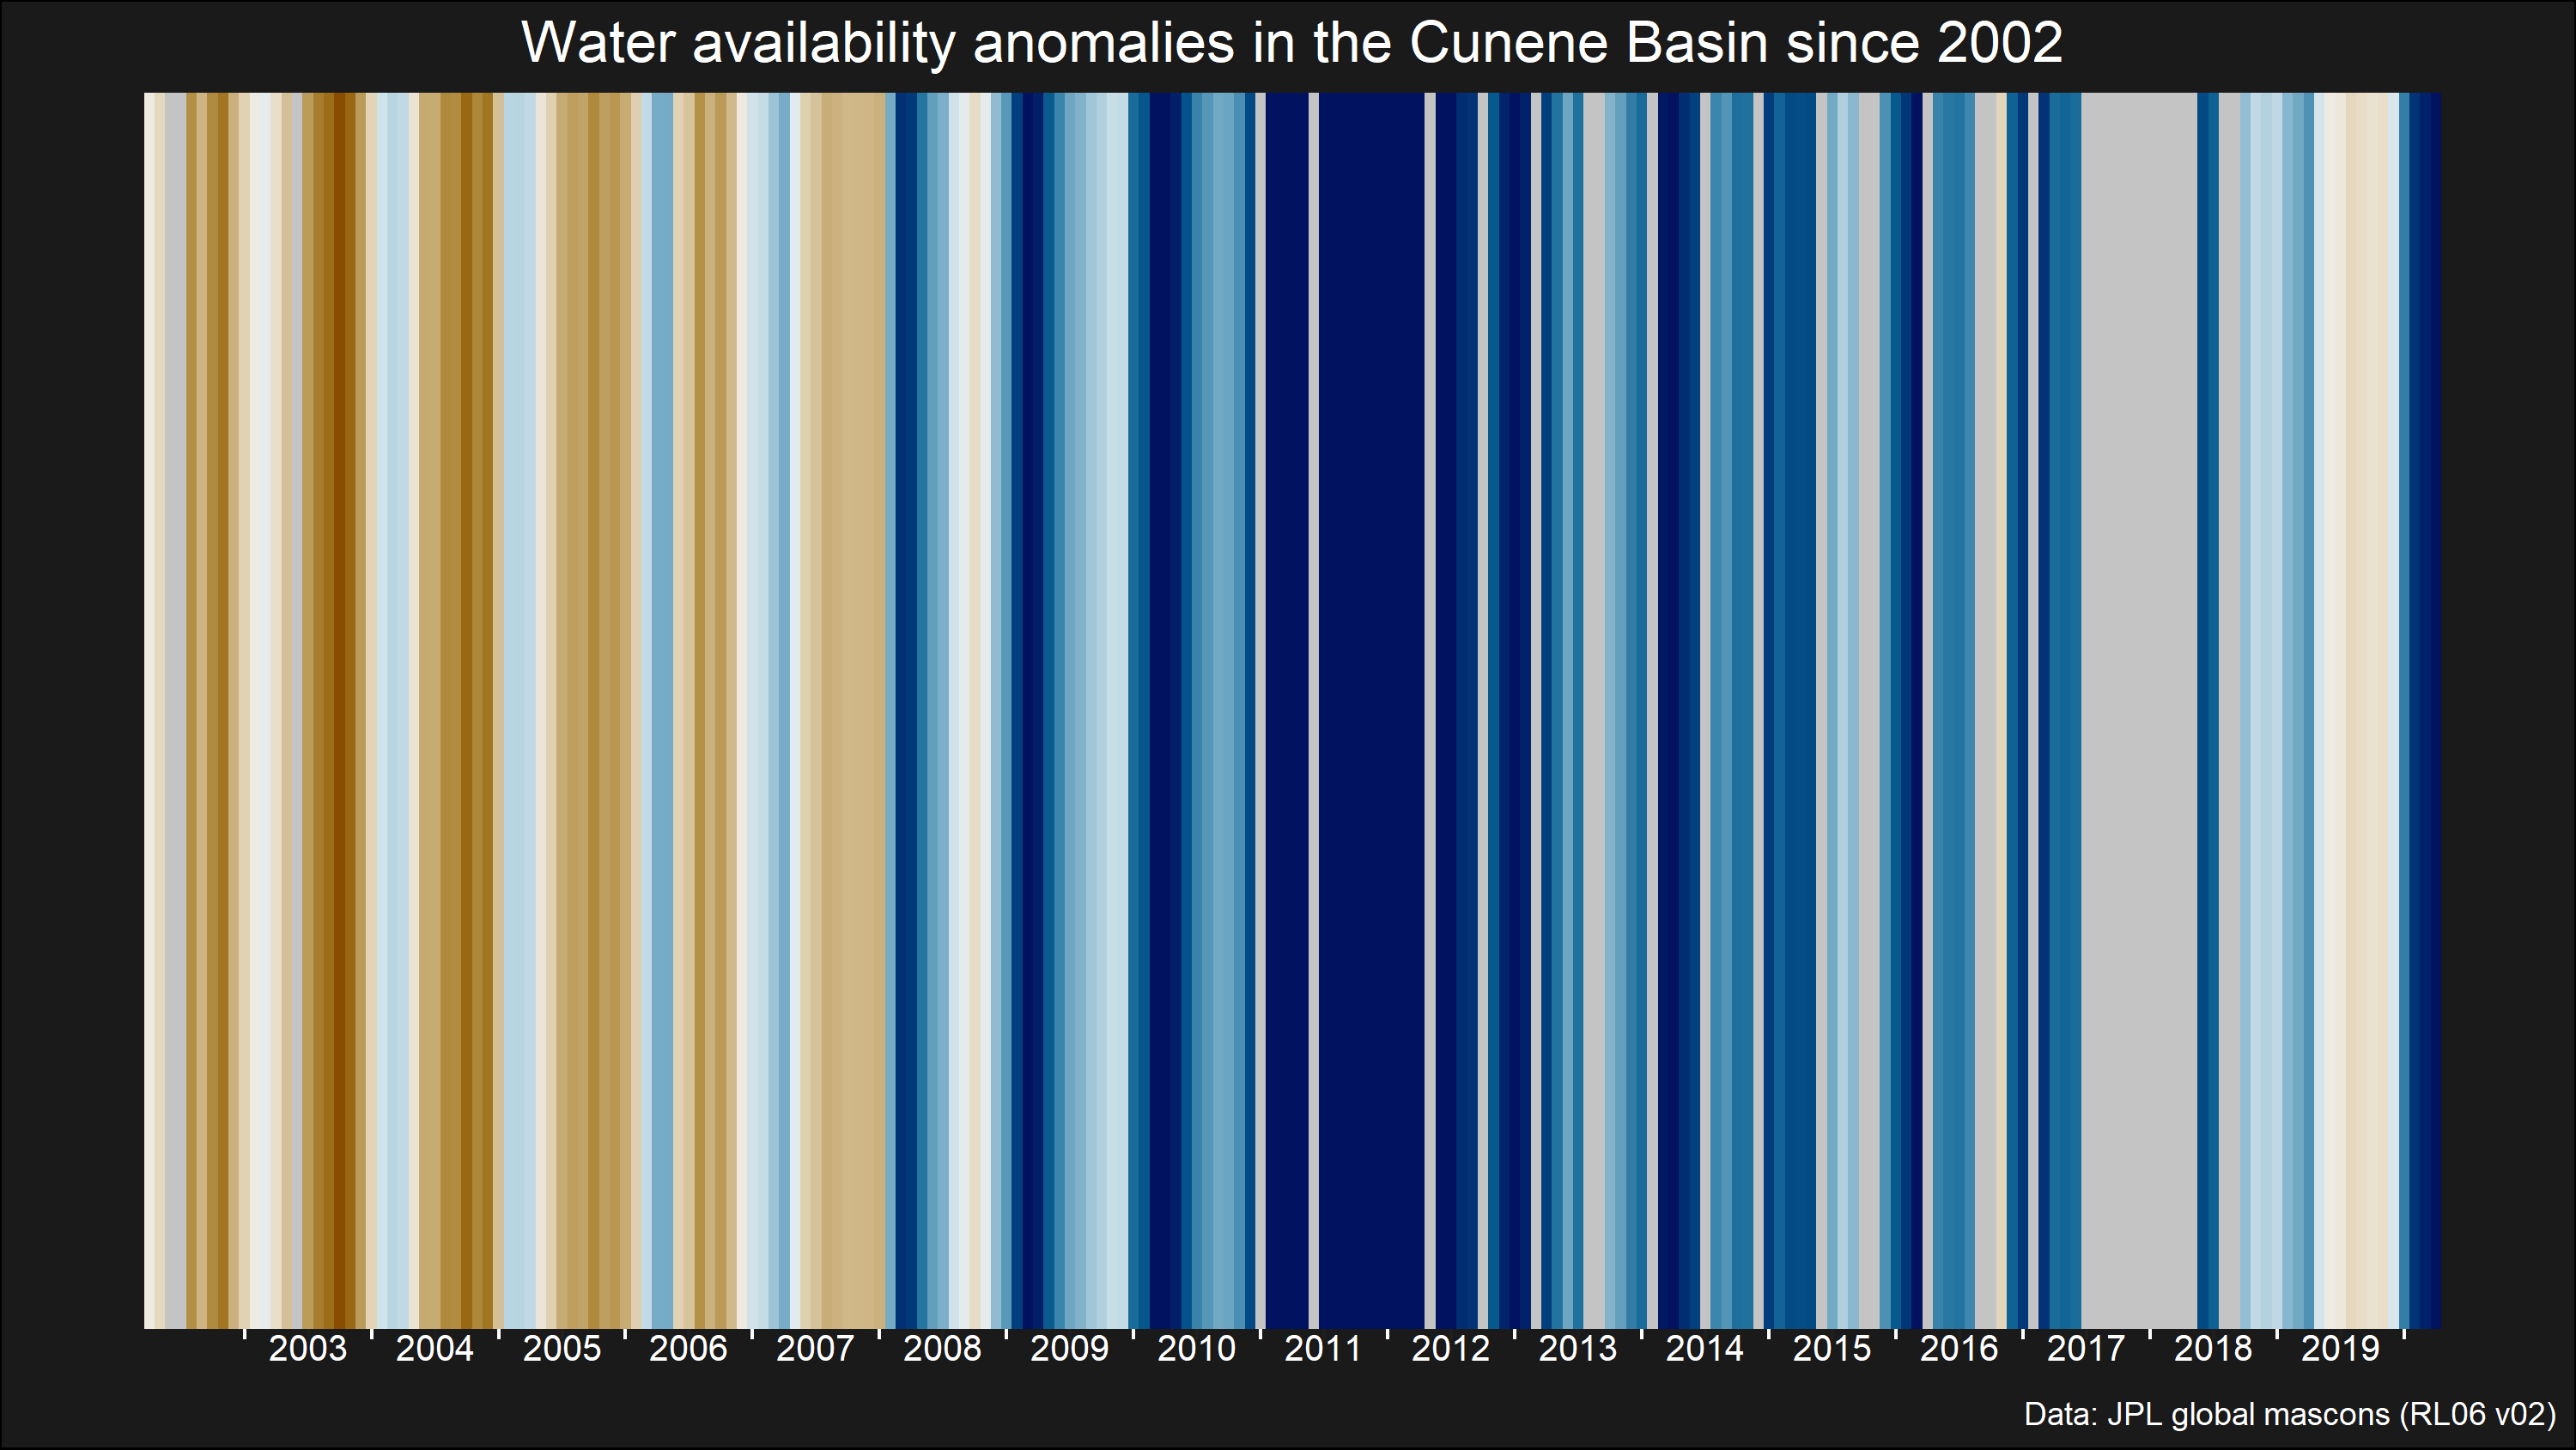 Water availability anomalies in the Cunene Basin since 2002
2003 2004 2005 2006 2007 2008 2009 2010 2011 2012 2013 2014 2015 2016 2017 2018 2019
Data: JPL global mascons (RL06 v02)